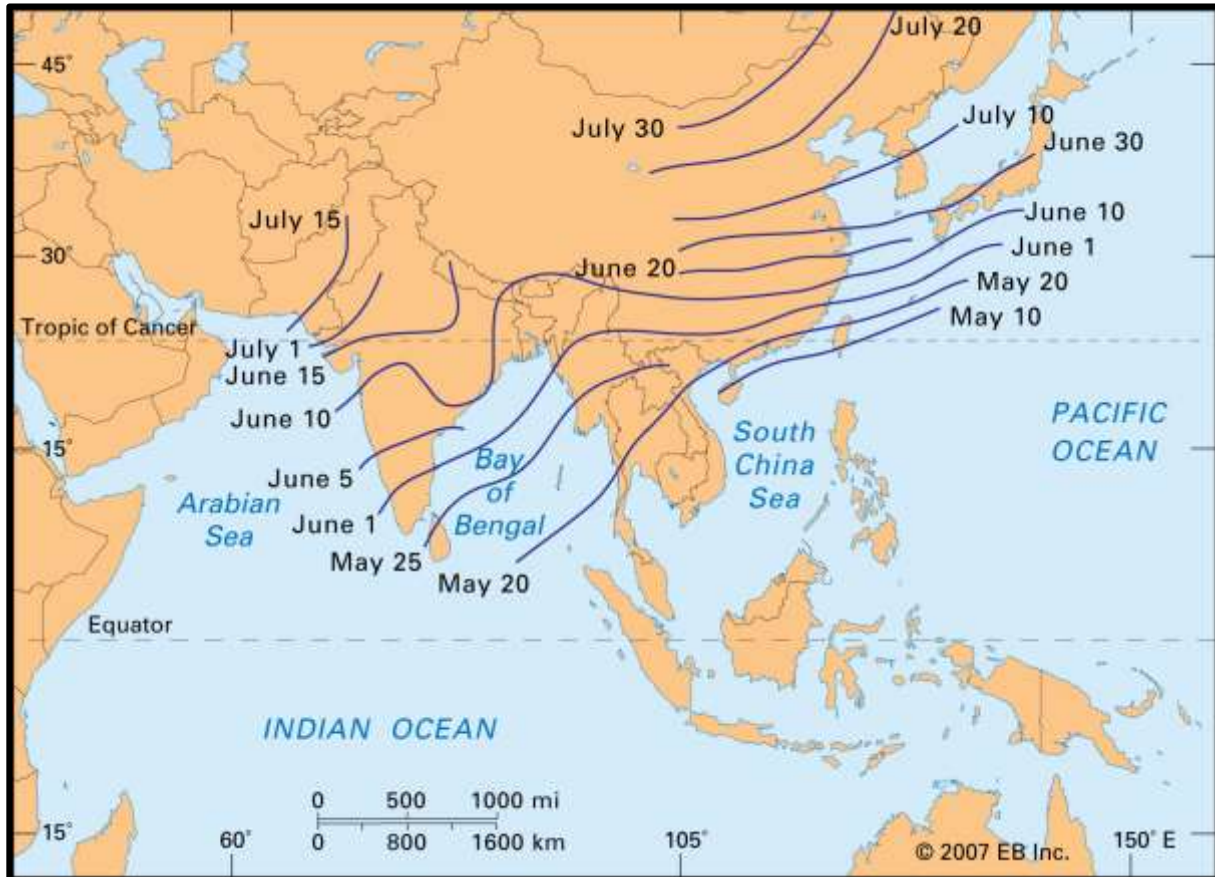 July 20
45°
July 30
July 10
June 30
July 15
June 10
30°
June 20
June 1
May 20
May 10
Tropic of Cancer
July 1
June 15
June 10
PACIFIC
OCEAN
South
China
Sea
15°
Bay
of
Bengal
June 5
Arabian
Sea
June 1
May 25
May 20
Equator
INDIAN OCEAN
0 500 1000 mi
0 800 1600 km
15°
60°
105°
150° E
© 2007 EB Inc.